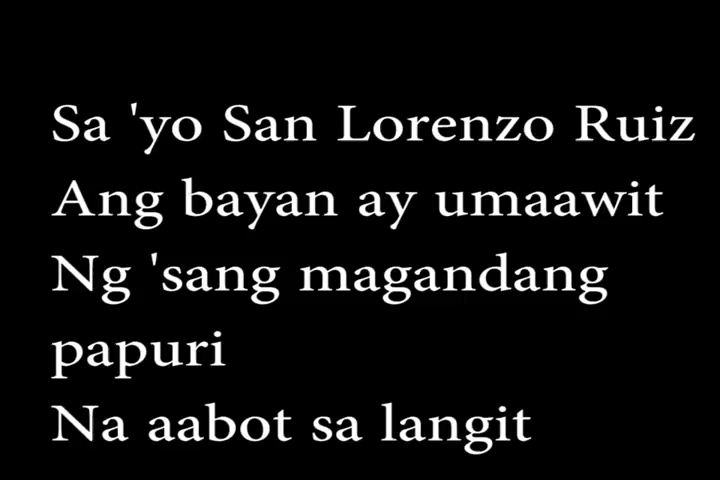 Sa 'yo San Lorenzo Ruiz
Ang bayan ay umaawit
Ng 'sang magandang
papuri
Na aabot sa langit